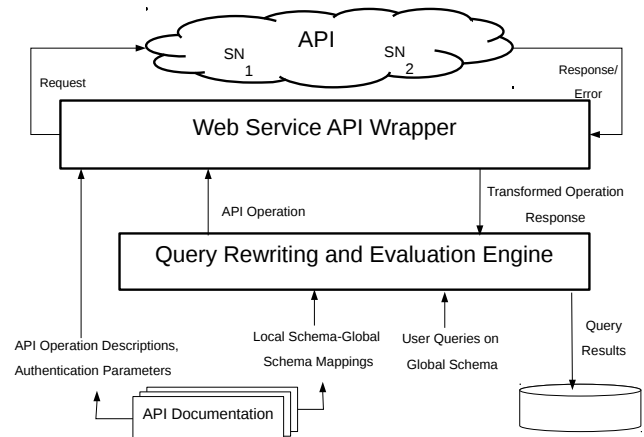 API
SN
1
SN
2
Request
Response/
Error
Web Service API Wrapper
API Operation
Transformed Operation
Response
Query Rewriting and Evaluation Engine
API Operation Descriptions,
Authentication Parameters
Local Schema-Global
Schema Mappings
User Queries on
Global Schema
Query
Results
API Documentation